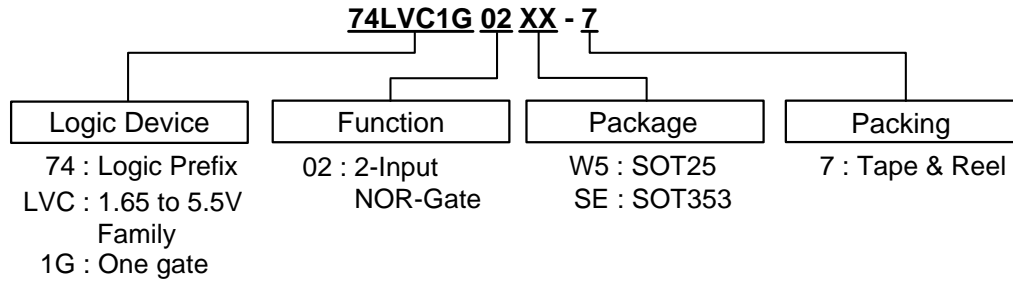 74LVC1G 02 XX - 7
Logic Device
74 : Logic Prefix
LVC : 1.65 to 5.5V
Family
1G : One gate
Function
02 : 2-Input
NOR-Gate
Package
W5 : SOT25
SE : SOT353
Packing
7 : Tape & Reel